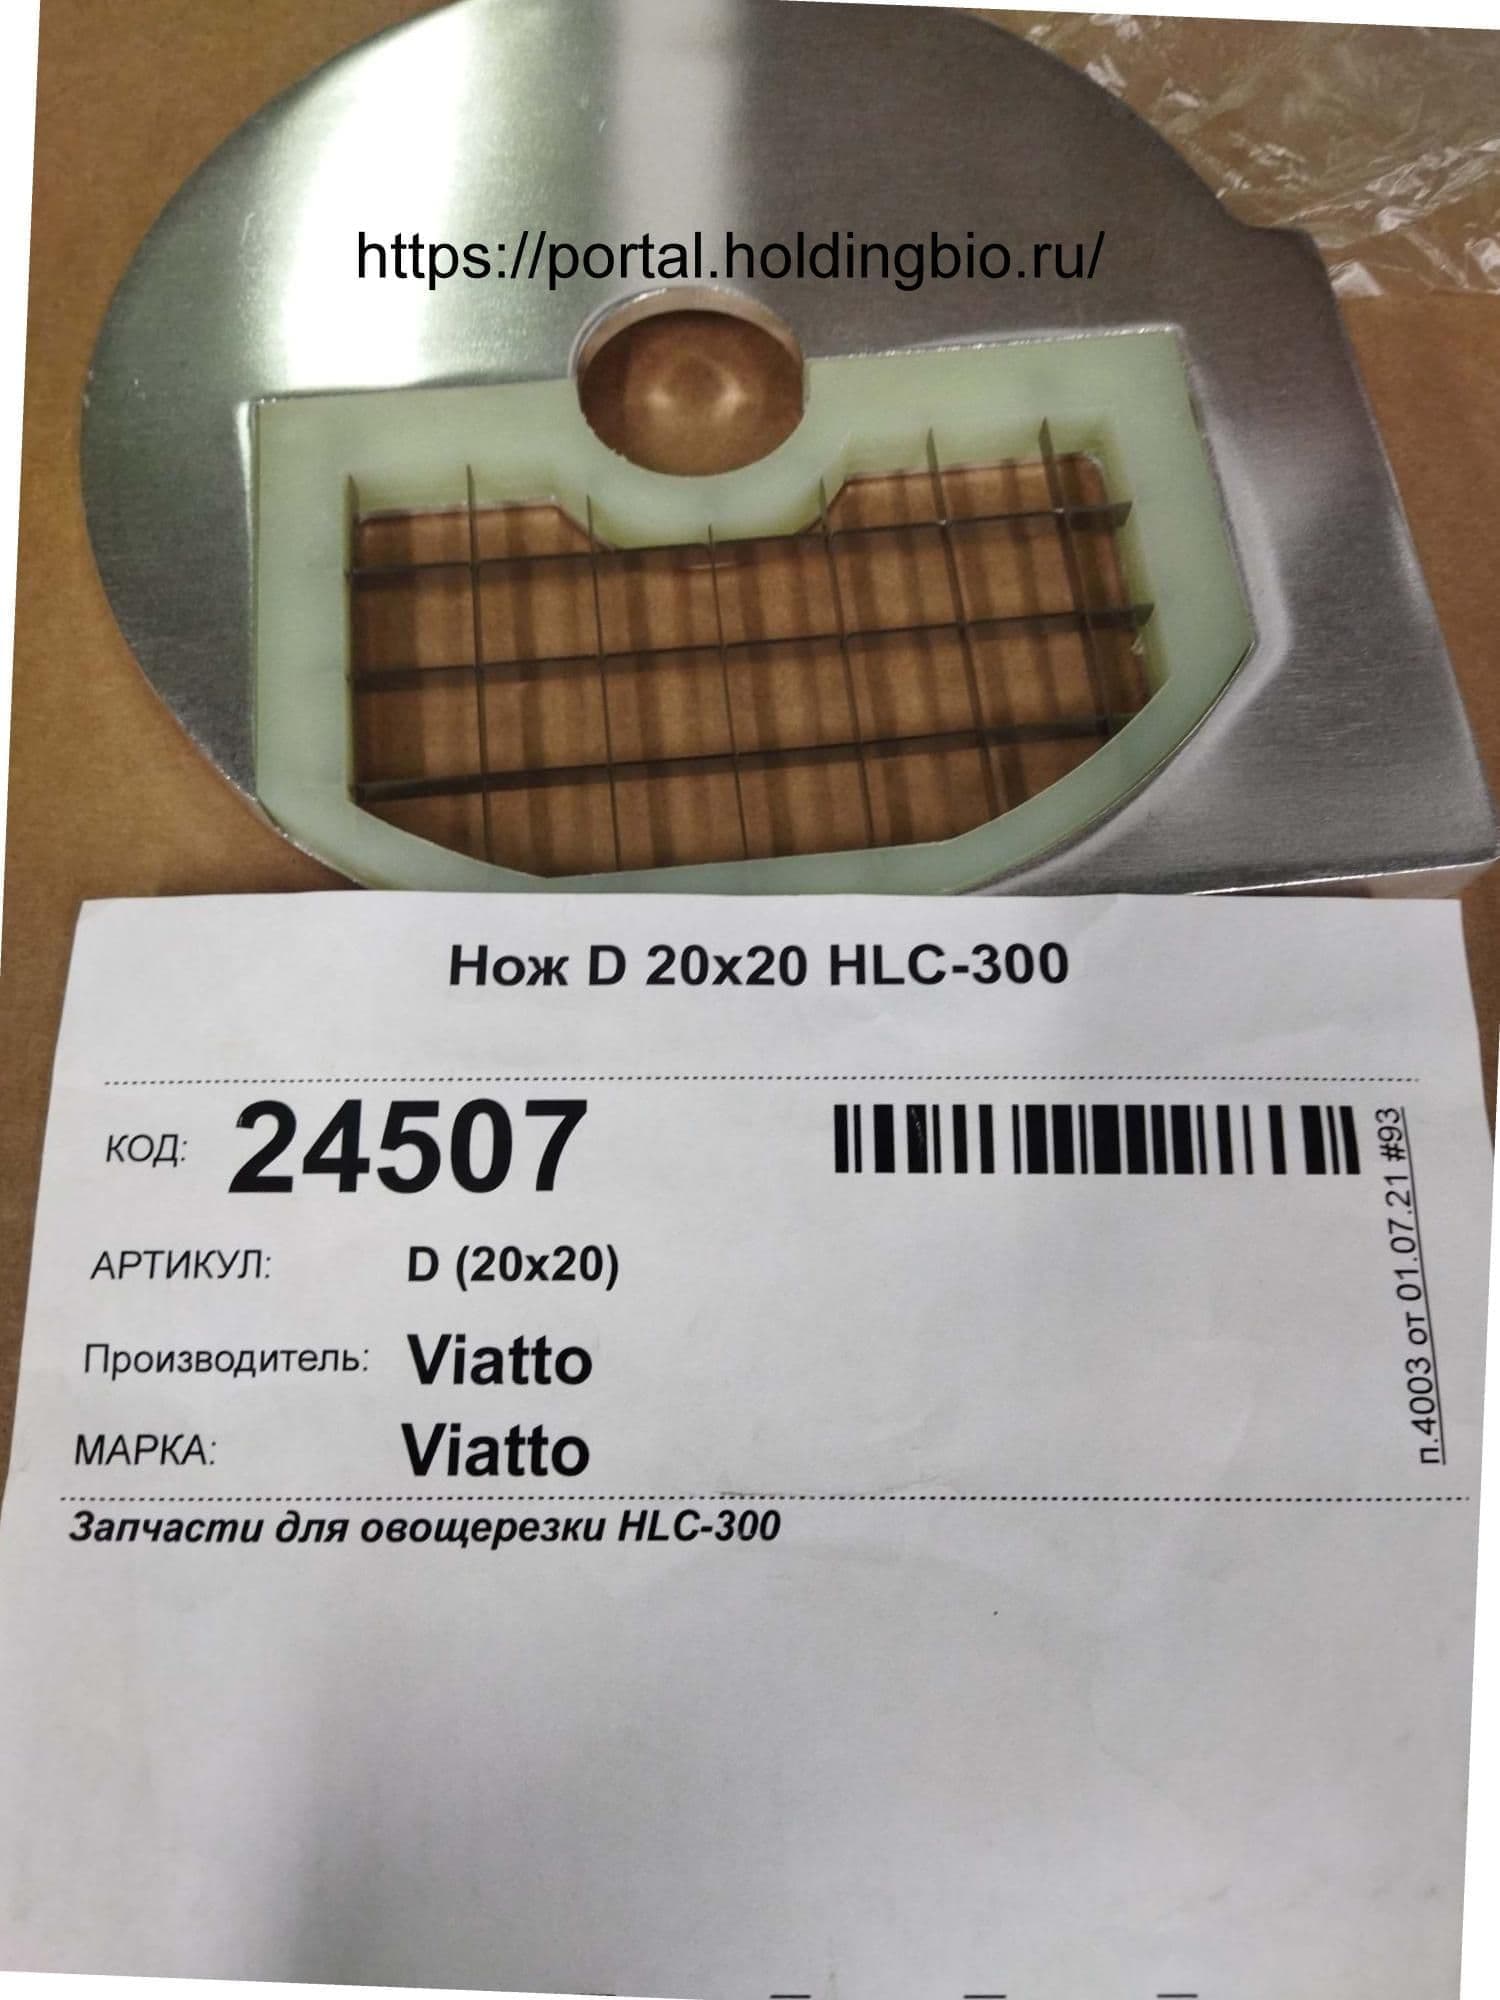 https://portal.holdingbio.ru/
Нож D 20x20 HLC-300
КОД: 24507
п.4003 от 01.07.21 #93
АРТИКУЛ: D (20x20)
Производитель: Viatto
МАРКА: Viatto
Запчасти для овощерезки HLC-300